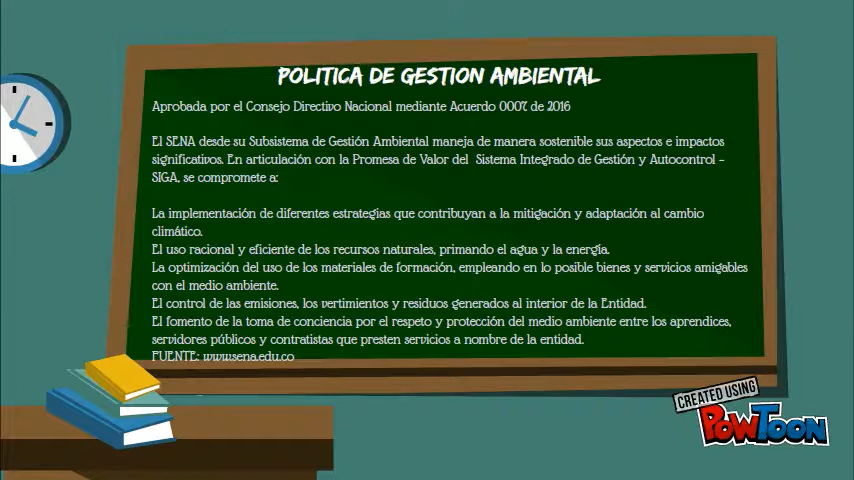 POLITICA DE GESTION AMBIENTAL
Aprobada por el Consejo Directivo Nacional mediante Acuerdo 0007 de 2016
El SENA desde su Subsistema de Gestión Ambiental maneja de manera sostenible sus aspectos e impactos
significativos. En articulación con la Promesa de Valor del Sistema Integrado de Gestión y Autocontrol –
SIGA, se compromete a:
La implementación de diferentes estrategias que contribuyan a la mitigación y adaptación al cambio
climático.
El uso racional y eficiente de los recursos naturales, primando el agua y la energía.
La optimización del uso de los materiales de formación, empleando en lo posible bienes y servicios amigables
con el medio ambiente.
El control de las emisiones, los vertimientos y residuos generados al interior de la Entidad.
El fomento de la toma de conciencia por el respeto y protección del medio ambiente entre los aprendices,
servidores públicos y contratistas que presten servicios a nombre de la entidad.
FUENTE: www.sena.edu.co
CREATED USING
POWTOON